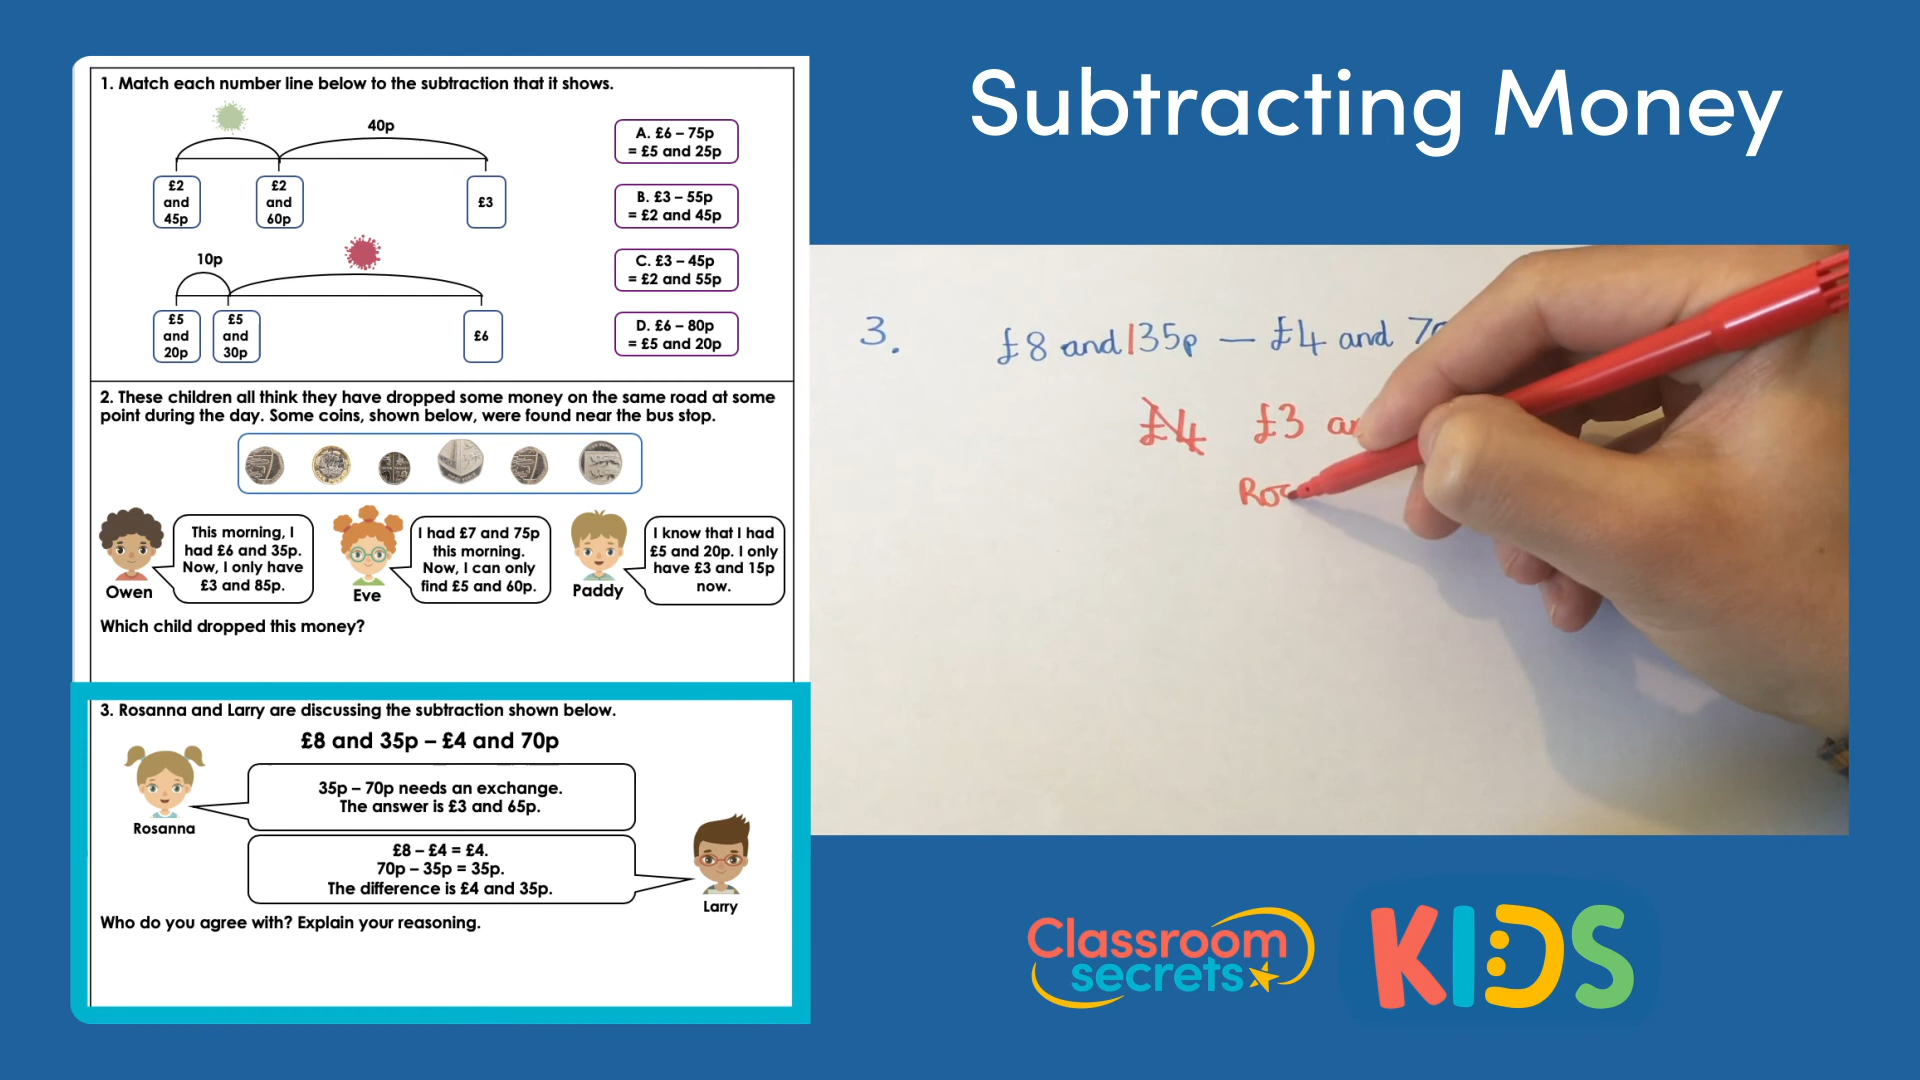 Subtracting Money
1. Match each number line below to the subtraction that it shows.
40p
£2
and
45p
£2
and
60p
£3
10p
£5
and
20p
£5
and
30p
£6
A. £6 – 75p
= £5 and 25p
B. £3 – 55p
= £2 and 45p
C. £3 – 45p
= £2 and 55p
D. £6 – 80p
= £5 and 20p
2. These children all think they have dropped some money on the same road at some
point during the day. Some coins, shown below, were found near the bus stop.
This morning, I
had £6 and 35p.
Now, I only have
£3 and 85p.
Owen
I had £7 and 75p
this morning.
Now, I can only
find £5 and 60p.
Eve
I know that I had
£5 and 20p. I only
have £3 and 15p
now.
Paddy
Which child dropped this money?
3. Rosanna and Larry are discussing the subtraction shown below.
£8 and 35p – £4 and 70p
35p – 70p needs an exchange.
The answer is £3 and 65p.
Rosanna
£8 – £4 = £4.
70p – 35p = 35p.
The difference is £4 and 35p.
Larry
Who do you agree with? Explain your reasoning.
3. £8 and 135p — £4 and 7
£4 £3 a
Ro
Classroom
secrets
KIDS